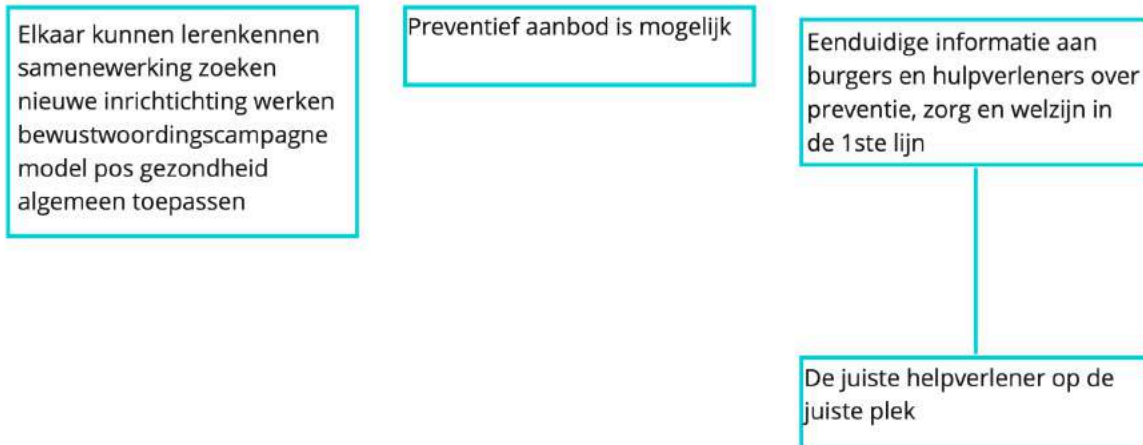 Elkaar kunnen lerenkennen
samenewerking zoeken
nieuwe inrichtichting werken
bewustwoordingscampagne
model pos gezondheid
algemeen toepassen
Preventief aanbod is mogelijk
Eenduidige informatie aan
burgers en hulpverleners over
preventie, zorg en welzijn in
de 1ste lijn
De juiste helpverlener op de
juiste plek